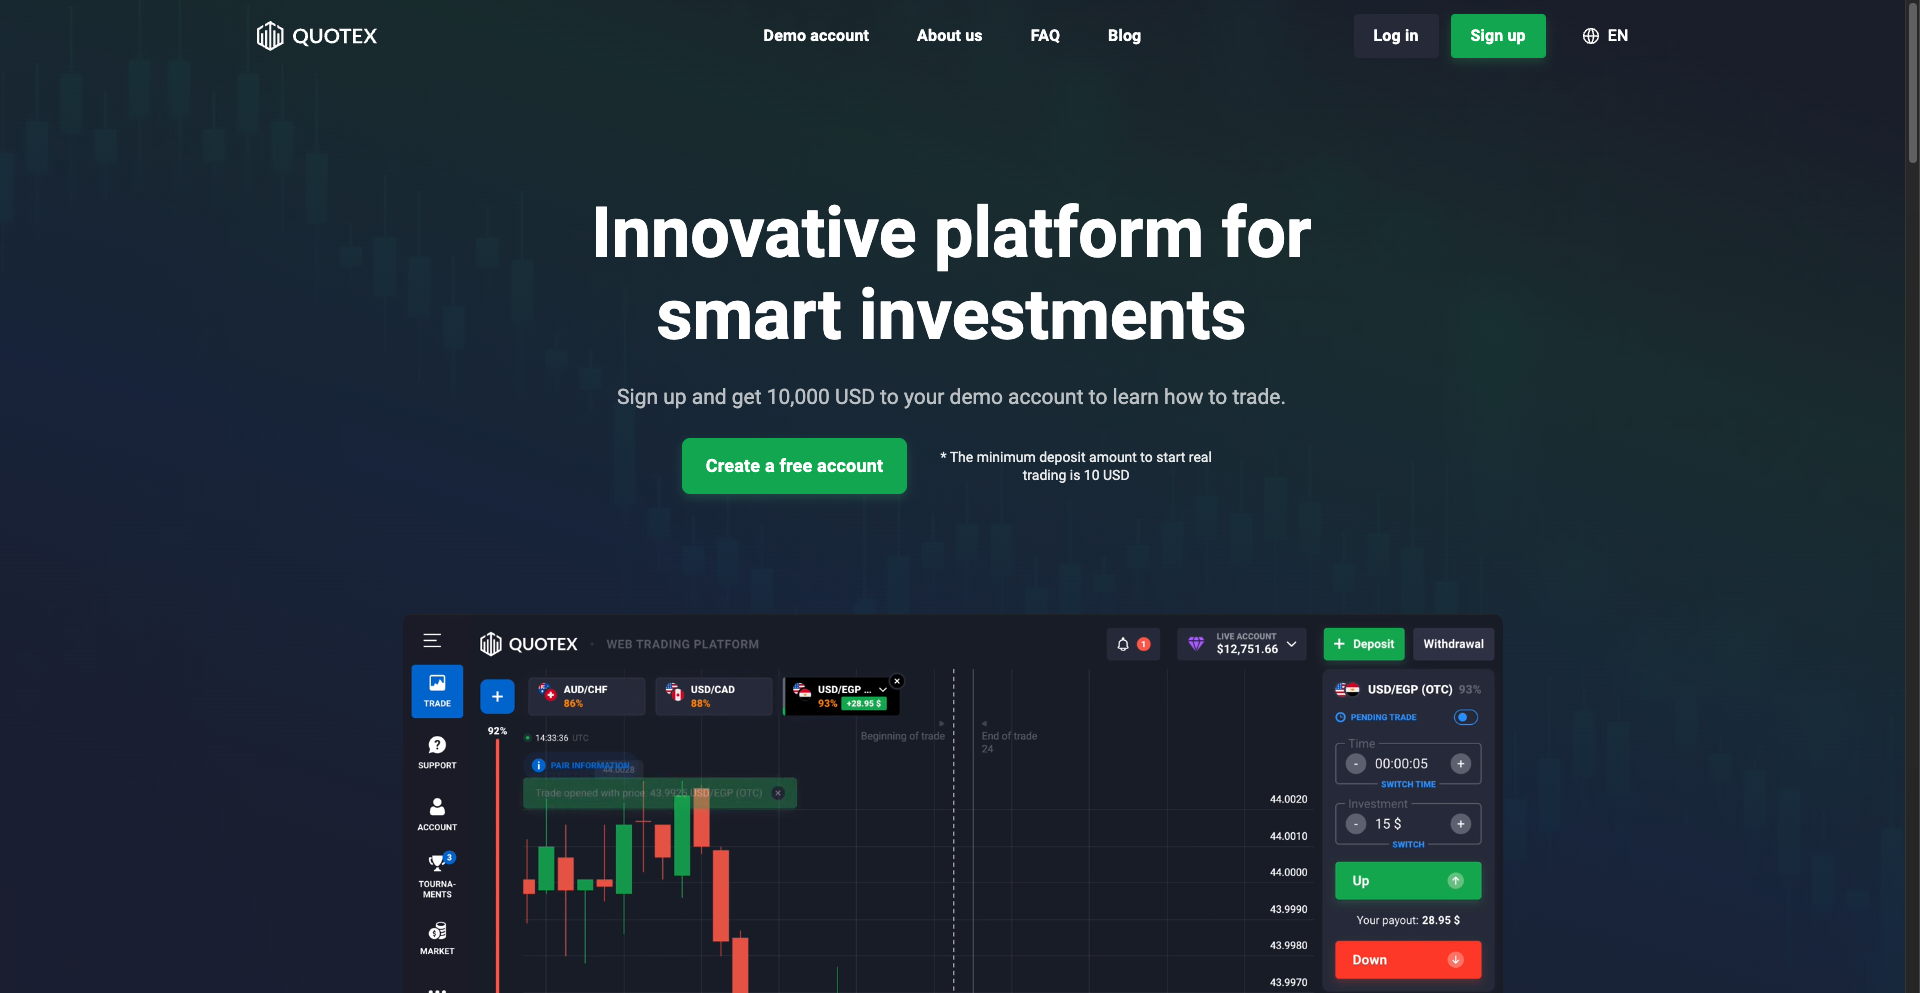 QUOTEX
Demo account
About us
FAQ
Blog
Log in
Sign up
EN
Innovative platform for
smart investments
Sign up and get 10,000 USD to your demo account to learn how to trade.
Create a free account
* The minimum deposit amount to start real
trading is 10 USD
QUOTEX
WEB TRADING PLATFORM
1
LIVE ACCOUNT
$12,751.66
+ Deposit
Withdrawal
TRADE
SUPPORT
ACCOUNT
3
TOURNA-
MENTS
MARKET
+
AUD/CHF
86%
USD/CAD
88%
USD/EGP ...
93% +28.95 $
92%
14:33:36 UTC
Beginning of trade
End of trade
24
PAIR INFORMATION
44.0028
Trade opened with price: 43.9925 USD/EGP (OTC)
44.0020
44.0010
44.0000
43.9990
43.9980
43.9970
USD/EGP (OTC) 93%
PENDING TRADE
Time
- 00:00:05 +
SWITCH TIME
Investment
- 15 $ +
SWITCH
Up
Your payout: 28.95 $
Down